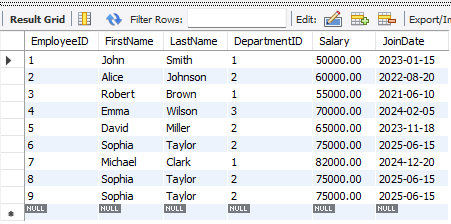 Result Grid Filter Rows: Edit: Export/Im
EmployeeID FirstName LastName DepartmentID Salary JoinDate
1 John Smith 1 50000.00 2023-01-15
2 Alice Johnson 2 60000.00 2022-08-20
3 Robert Brown 1 55000.00 2021-06-10
4 Emma Wilson 3 70000.00 2024-02-05
5 David Miller 2 65000.00 2023-11-18
6 Sophia Taylor 2 75000.00 2025-06-15
7 Michael Clark 1 82000.00 2024-12-20
8 Sophia Taylor 2 75000.00 2025-06-15
9 Sophia Taylor 2 75000.00 2025-06-15
NULL NULL NULL NULL NULL NULL